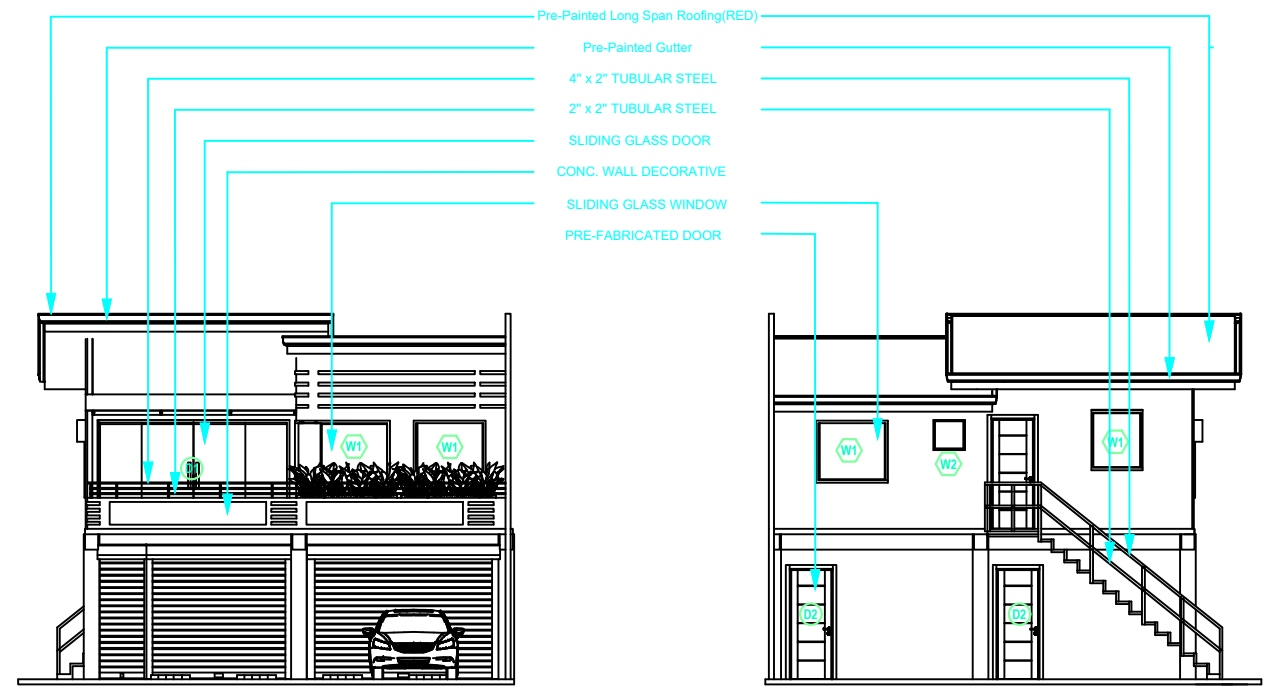 Pre-Painted Long Span Roofing(RED)
Pre-Painted Gutter
4" x 2" TUBULAR STEEL
2" x 2" TUBULAR STEEL
SLIDING GLASS DOOR
CONC. WALL DECORATIVE
SLIDING GLASS WINDOW
PRE-FABRICATED DOOR
W1
W1
D1
W1
W2
W1
D2
D2